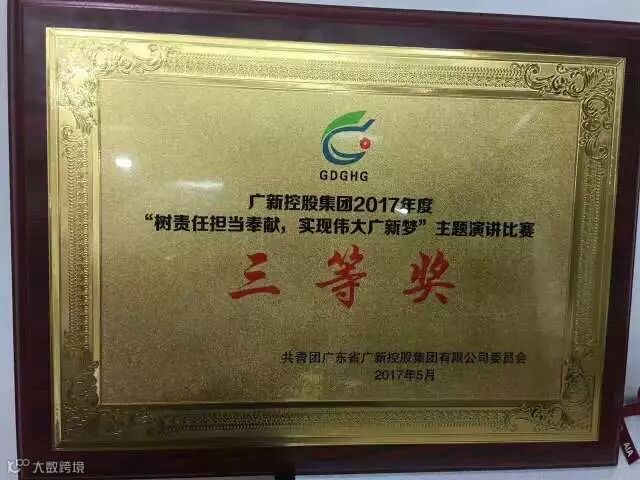 GDGHG
广新控股集团2017年度
“树责任担当奉献，实现伟大广新梦”主题演讲比赛
三等奖
共青团广东省广新控股集团有限公司委员会
2017年5月
AIA
大数跨境